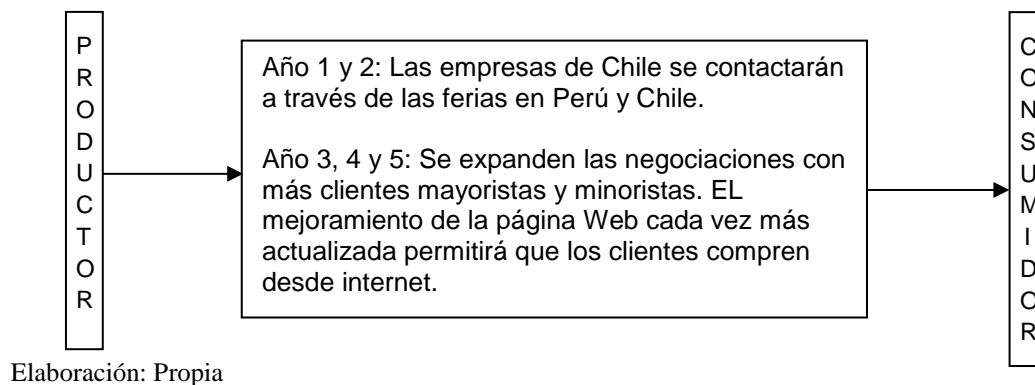 PRODUCTOR
Año 1 y 2: Las empresas de Chile se contactarán
a través de las ferias en Perú y Chile.
Año 3, 4 y 5: Se expanden las negociaciones con
más clientes mayoristas y minoristas. EL
mejoramiento de la página Web cada vez más
actualizada permitirá que los clientes compren
desde internet.
CONSUMIDOR
Elaboración: Propia